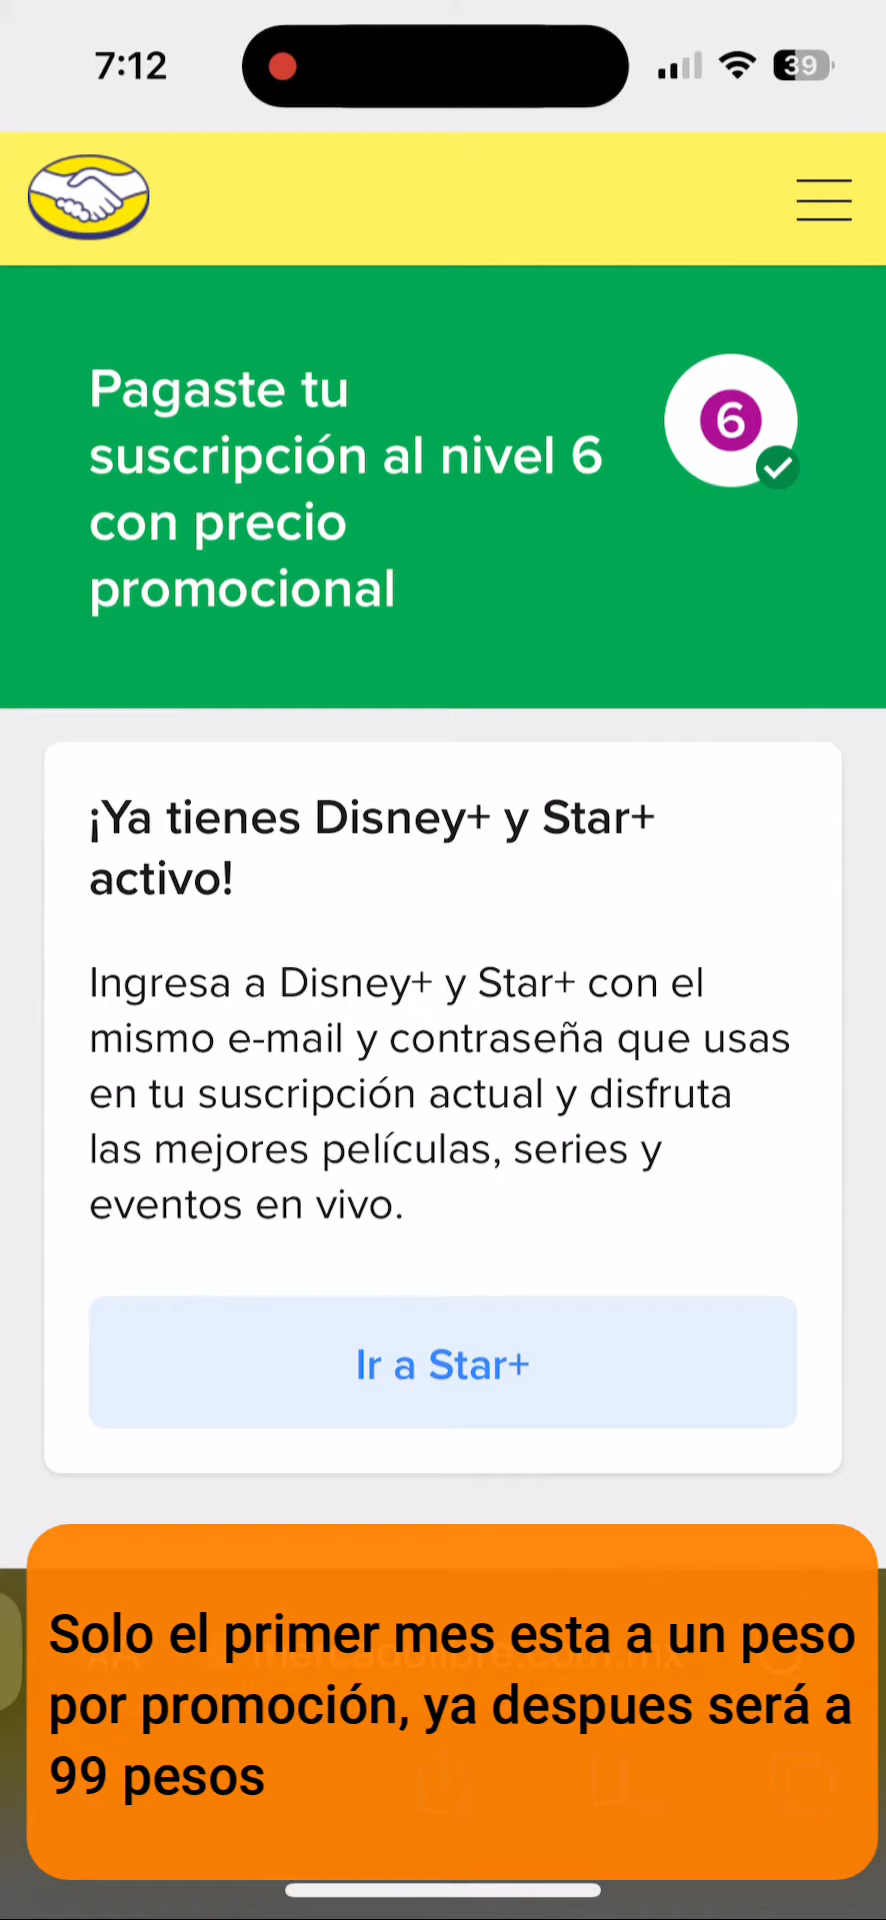 7:12
39
Pagaste tu
suscripción al nivel 6
con precio
promocional
6
¡Ya tienes Disney+ y Star+
activo!
Ingresa a Disney+ y Star+ con el
mismo e-mail y contraseña que usas
en tu suscripción actual y disfruta
las mejores películas, series y
eventos en vivo.
Ir a Star+
Solo el primer mes esta a un peso
por promoción, ya despues será a
99 pesos